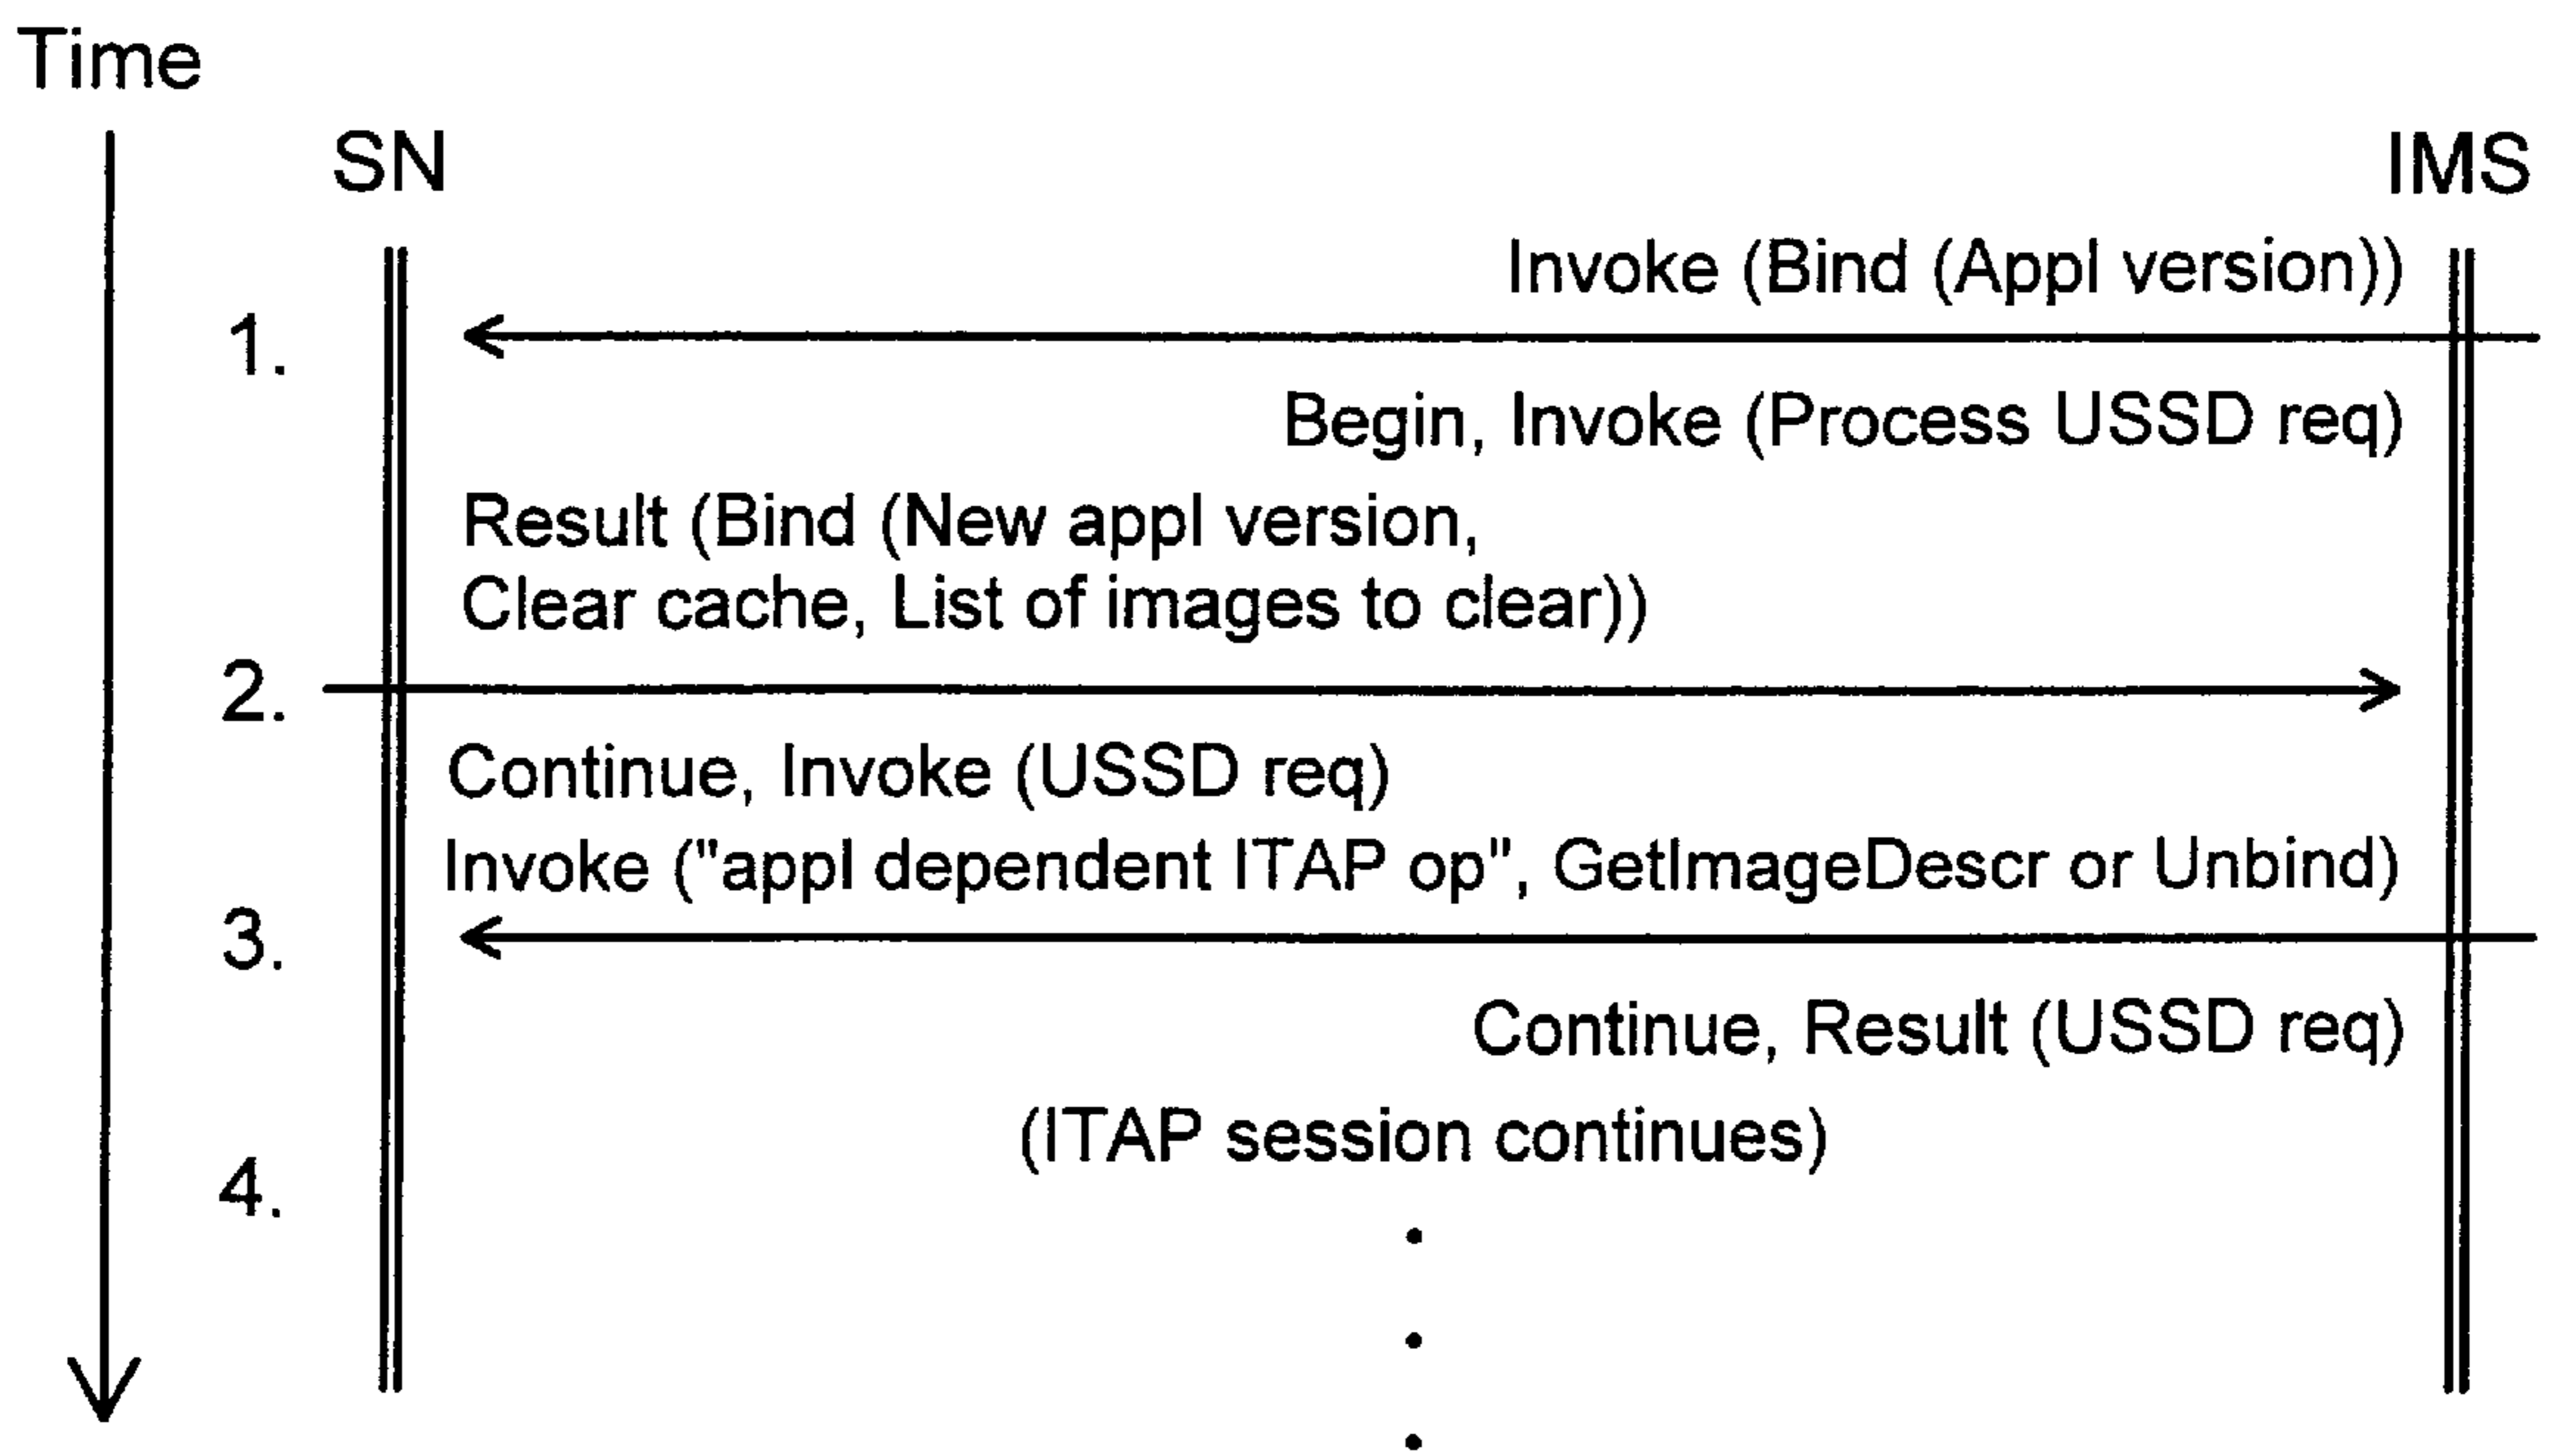 Time
SN
IMS
Invoke (Bind (Appl version))
1.
Begin, Invoke (Process USSD req)
Result (Bind (New appl version,
Clear cache, List of images to clear))
2.
Continue, Invoke (USSD req)
Invoke ("appl dependent ITAP op", GetImageDescr or Unbind)
3.
Continue, Result (USSD req)
(ITAP session continues)
4.